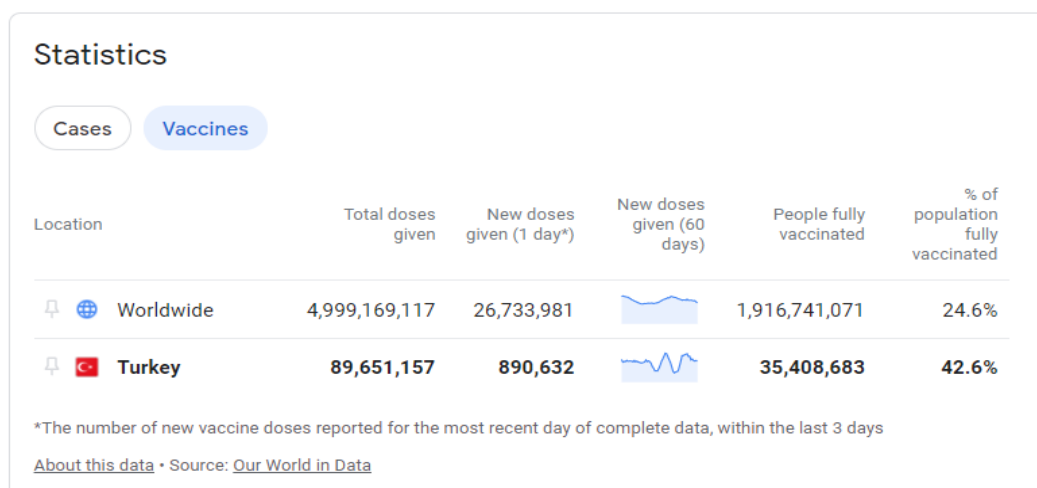 Statistics
Cases Vaccines
Location Total doses given New doses given (1 day*) New doses given (60 days) People fully vaccinated % of population fully vaccinated
Worldwide 4,999,169,117 26,733,981 1,916,741,071 24.6%
Turkey 89,651,157 890,632 35,408,683 42.6%
*The number of new vaccine doses reported for the most recent day of complete data, within the last 3 days
About this data • Source: Our World in Data